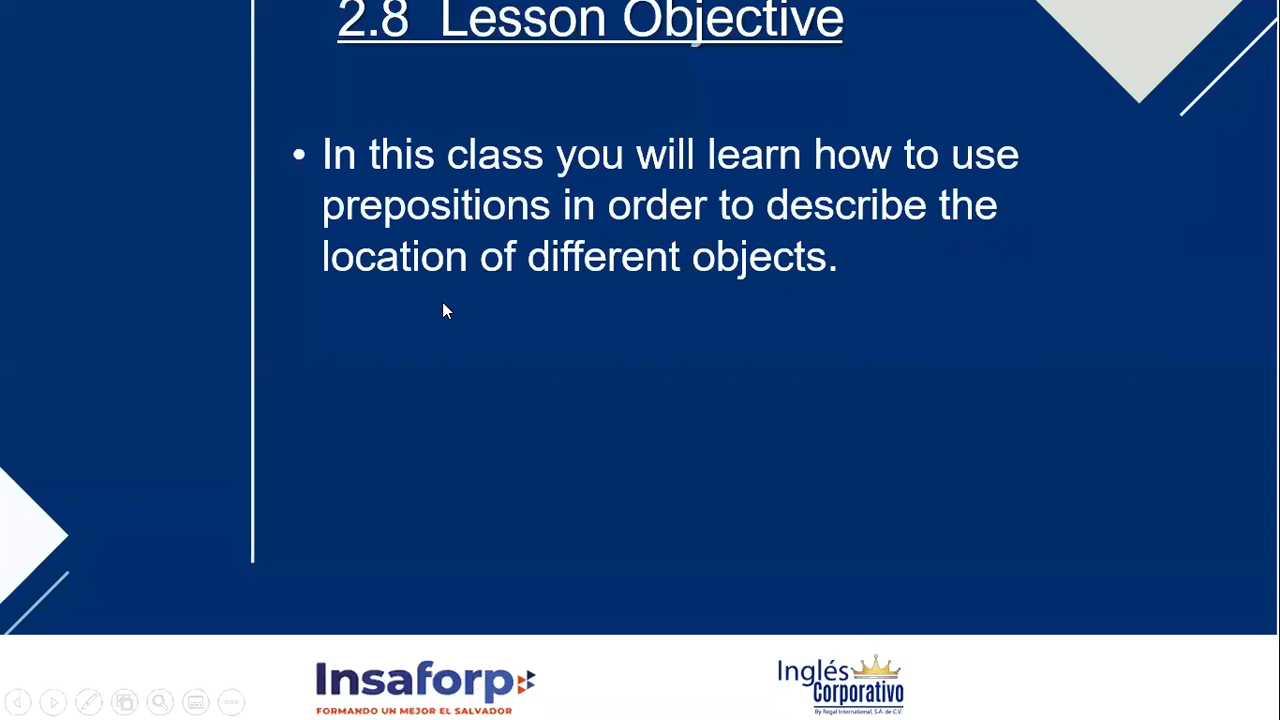 2.8 Lesson Objective
• In this class you will learn how to use
prepositions in order to describe the
location of different objects.
Insaforp
FORMANDO UN MEJOR EL SALVADOR
Inglés
Corporativo
By Regal International, S.A. de C.V.